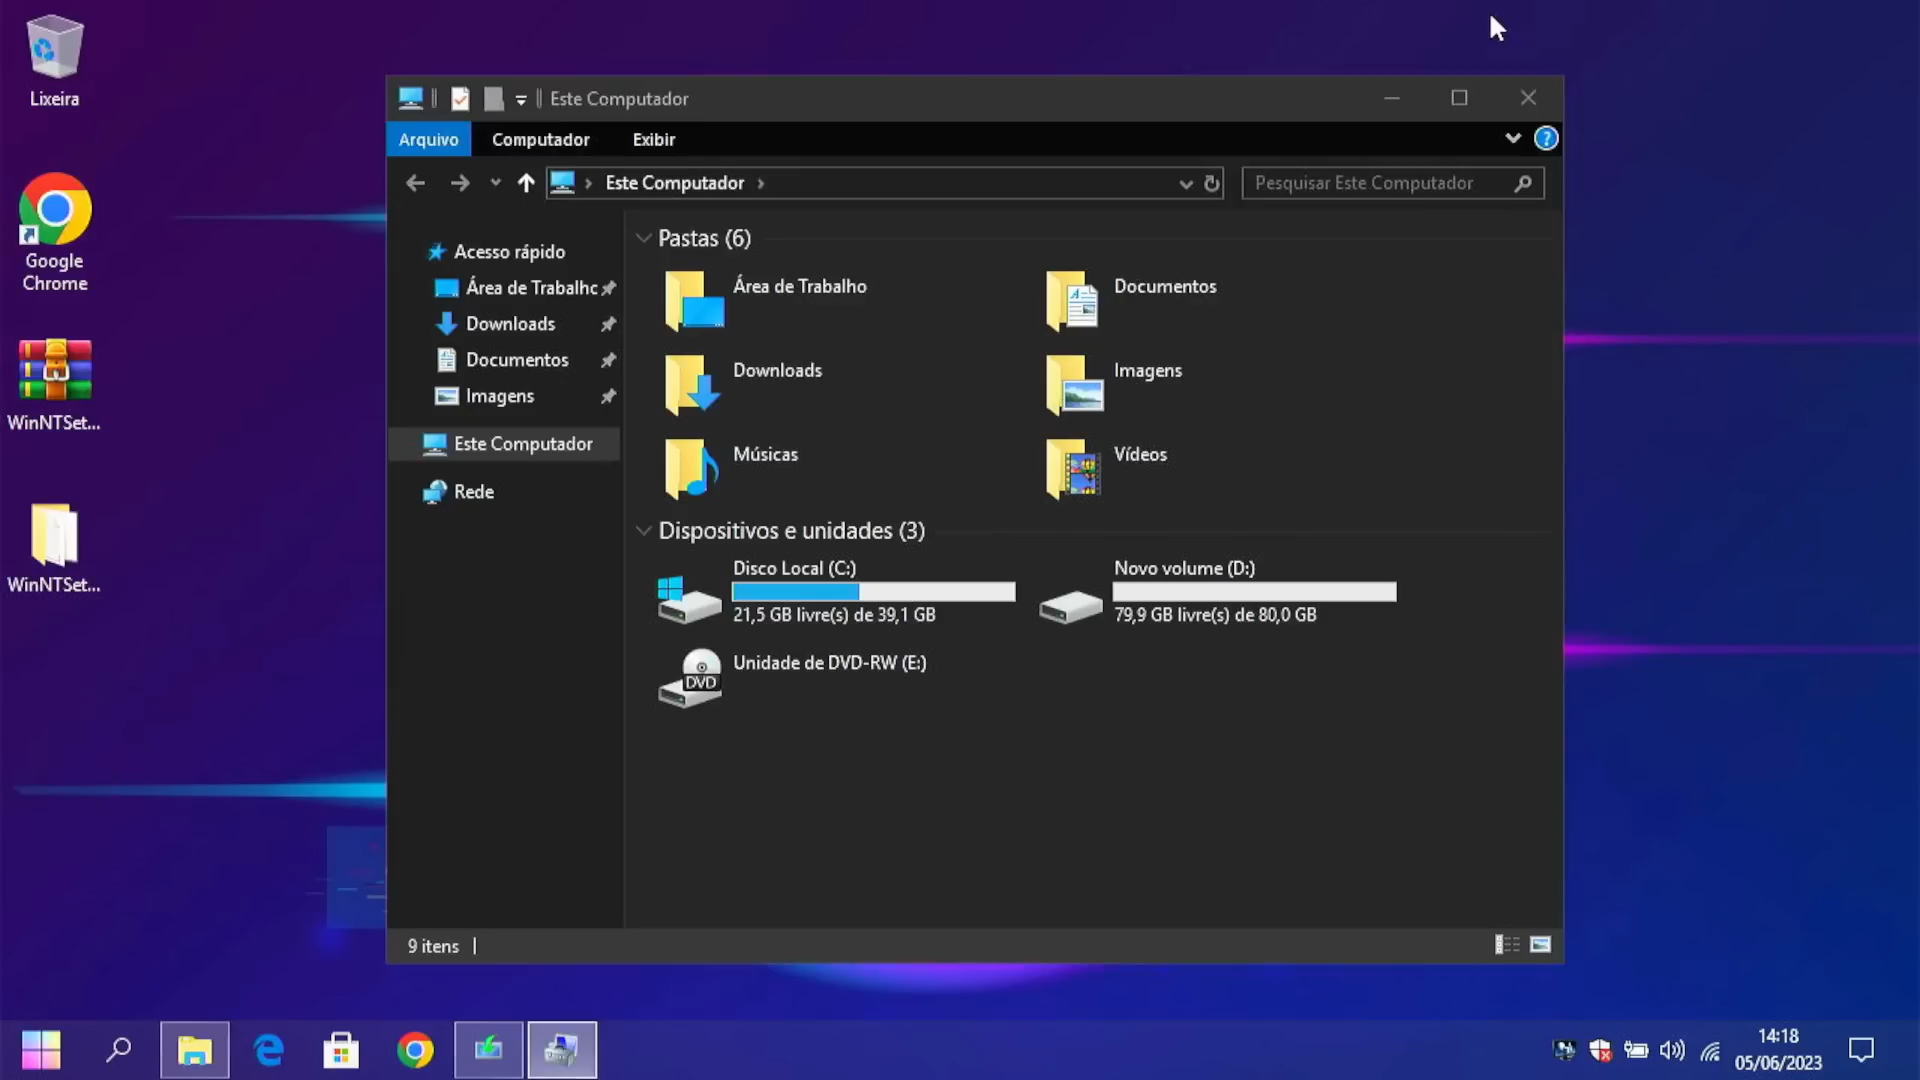 Lixeira
Google
Chrome
WinNTSet...
WinNTSet...
Este Computador
Arquivo
Computador
Exibir
?
Este Computador
Pesquisar Este Computador
Acesso rápido
Área de Trabalho
Downloads
Documentos
Imagens
Este Computador
Rede
Pastas (6)
Área de Trabalho
Documentos
Downloads
Imagens
Músicas
Vídeos
Dispositivos e unidades (3)
Disco Local (C:)
21,5 GB livre(s) de 39,1 GB
Novo volume (D:)
79,9 GB livre(s) de 80,0 GB
DVD
Unidade de DVD-RW (E:)
9 itens
14:18
05/06/2023